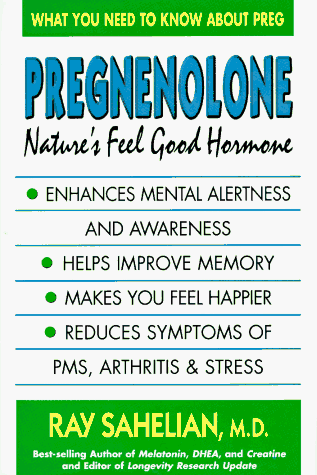 WHAT YOU NEED TO KNOW ABOUT PREG
PREGNENOLONE
Nature's Feel Good Hormone
• ENHANCES MENTAL ALERTNESS
AND AWARENESS
• HELPS IMPROVE MEMORY
• MAKES YOU FEEL HAPPIER
• REDUCES SYMPTOMS OF
PMS, ARTHRITIS & STRESS
RAY SAHELIAN, M.D.
Best-selling Author of Melatonin, DHEA, and Creatine
and Editor of Longevity Research Update